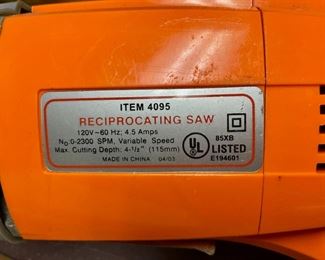 ITEM 4095
RECIPROCATING SAW
120V~60 Hz; 4.5 Amps
No:0-2300 SPM, Variable Speed
Max. Cutting Depth: 4-1/2" (115mm)
MADE IN CHINA 04/03
85XB
UL LISTED
E194601